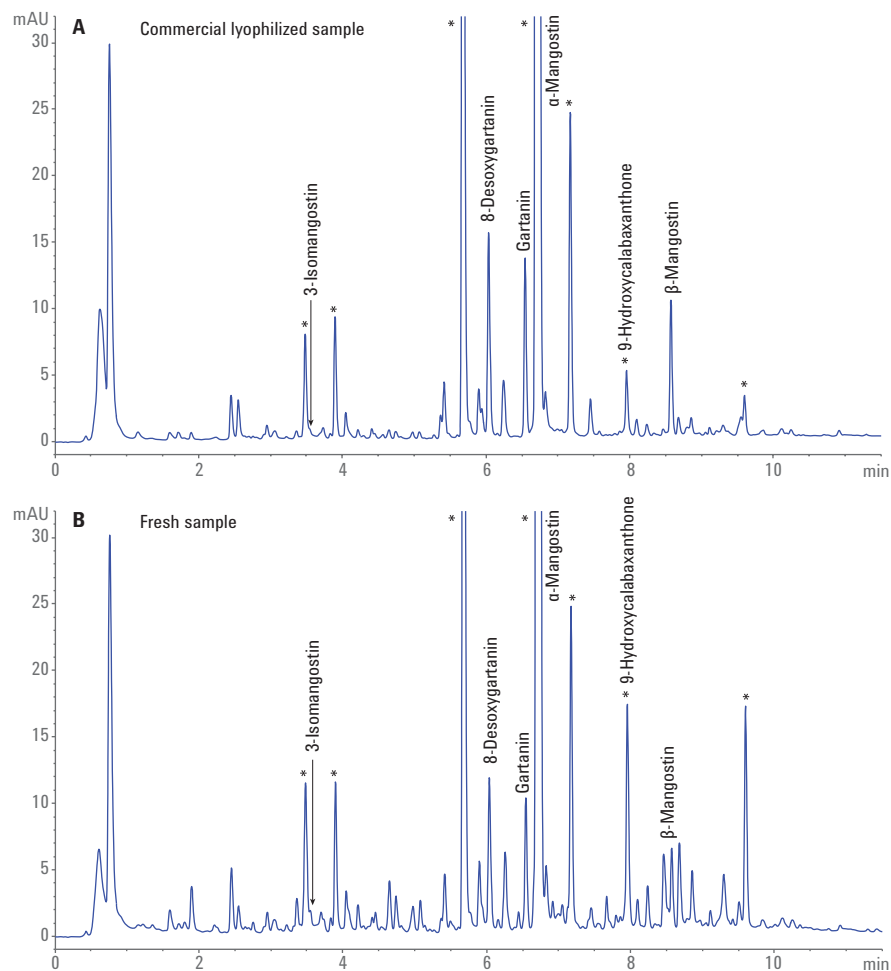 mAU
A
Commercial lyophilized sample
30
25
20
15
10
5
0
*
*
α-Mangostin
*
8-Desoxygartanin
Gartanin
3-Isomangostin
*
*
* 9-Hydroxycalabaxanthone
β-Mangostin
*
0
2
4
6
8
10
min
mAU
B
Fresh sample
30
25
20
15
10
5
0
*
*
α-Mangostin
*
* 9-Hydroxycalabaxanthone
3-Isomangostin
*
*
8-Desoxygartanin
Gartanin
β-Mangostin
*
0
2
4
6
8
10
min